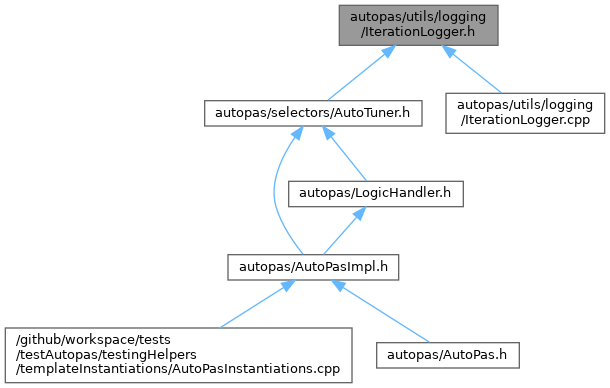 autopas/utils/logging
/IterationLogger.h
autopas/selectors/AutoTuner.h
autopas/utils/logging
/IterationLogger.cpp
autopas/LogicHandler.h
autopas/AutoPasImpl.h
/github/workspace/tests
/testAutopas/testingHelpers
/templateInstantiations/AutoPasInstantiations.cpp
autopas/AutoPas.h